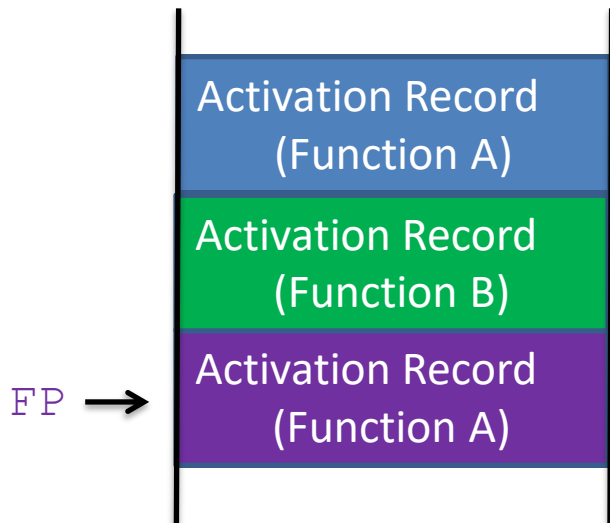 Activation Record
(Function A)
Activation Record
(Function B)
Activation Record
FP
(Function A)